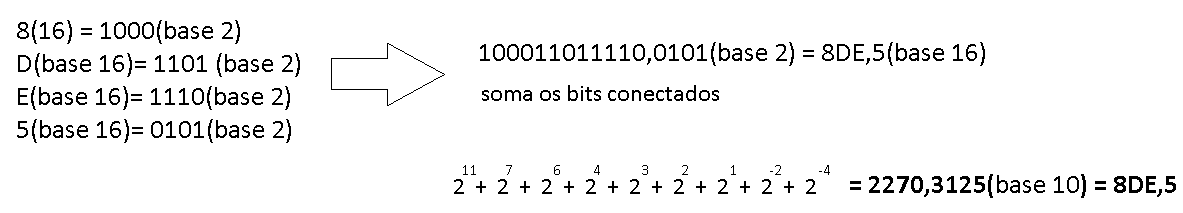 8(16) = 1000(base 2)
D(base 16)= 1101 (base 2)
E(base 16)= 1110(base 2)
5(base 16)= 0101(base 2)
100011011110,0101(base 2) = 8DE,5(base 16)
soma os bits conectados
2^11 + 2^7 + 2^6 + 2^4 + 2^3 + 2^2 + 2^1 + 2^-2 + 2^-4 = 2270,3125(base 10) = 8DE,5